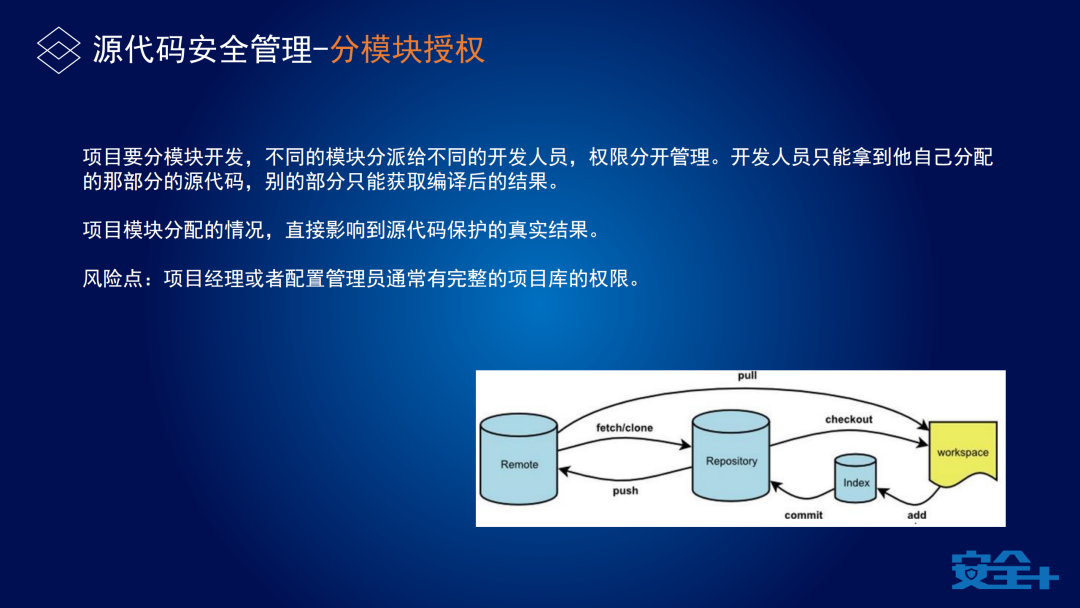 源代码安全管理-分模块授权
项目要分模块开发，不同的模块分派给不同的开发人员，权限分开管理。开发人员只能拿到他自己分配
的那部分的源代码，别的部分只能获取编译后的结果。
项目模块分配的情况，直接影响到源代码保护的真实结果。
风险点：项目经理或者配置管理员通常有完整的项目库的权限。
pull
fetch/clone
checkout
Remote
Repository
Index
workspace
push
commit
add
安全+